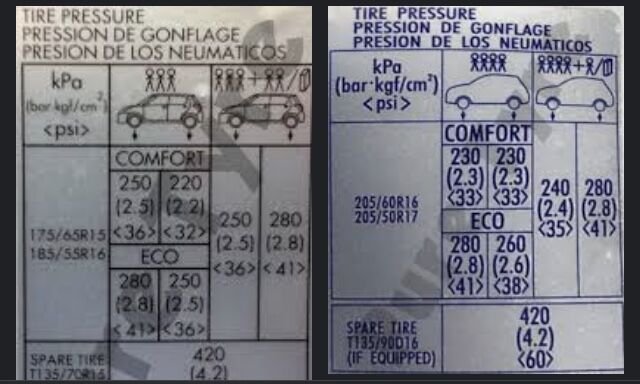 TIRE PRESSURE
PRESSION DE GONFLAGE
PRESION DE LOS NEUMATICOS
kPa
(bar·kgf/cm²)
<psi>
COMFORT
250 220
(2.5) (2.2)
<36> <32>
ECO
280 250
(2.8) (2.5)
<41> <36>
250 280
(2.5) (2.8)
<36> <41>
175/65R15
185/55R16
SPARE TIRE
T135/70R15
420
(4.2)
TIRE PRESSURE
PRESSION DE GONFLAGE
PRESION DE LOS NEUMATICOS
kPa
(bar·kgf/cm²)
<psi>
COMFORT
230 230
(2.3) (2.3)
<33> <33>
ECO
280 260
(2.8) (2.6)
<41> <38>
240 280
(2.4) (2.8)
<35> <41>
205/60R16
205/50R17
SPARE TIRE
T135/90D16
(IF EQUIPPED)
420
(4.2)
<60>